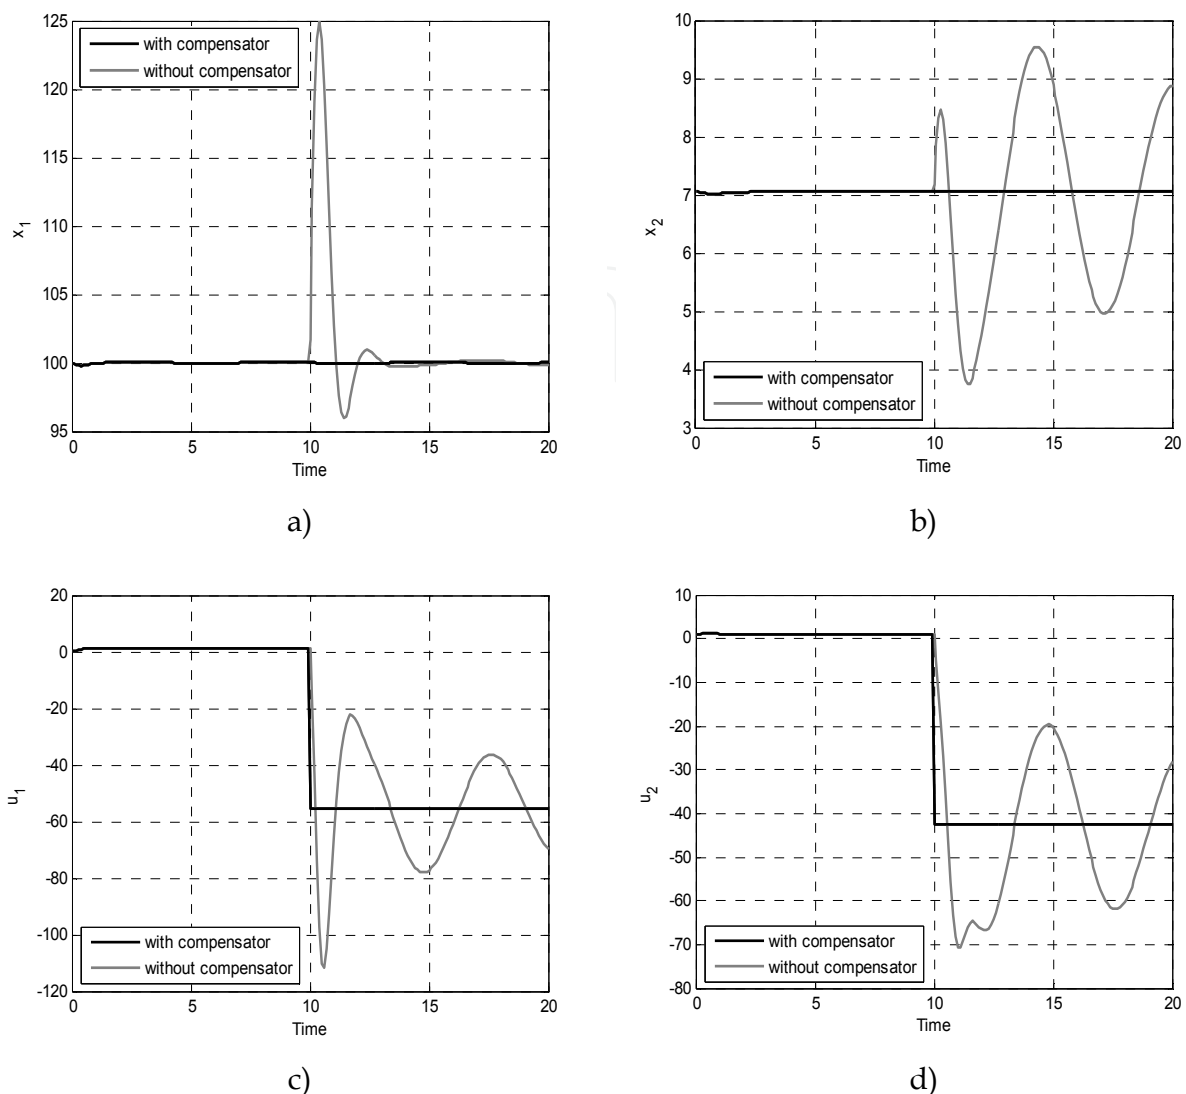 125
120
115
110
105
100
95
x1
with compensator
without compensator
0
5
10
15
20
Time
a)
10
9
8
7
6
5
4
3
x2
with compensator
without compensator
0
5
10
15
20
Time
b)
20
0
-20
-40
-60
-80
-100
-120
u1
with compensator
without compensator
0
5
10
15
20
Time
c)
10
0
-10
-20
-30
-40
-50
-60
-70
-80
u2
with compensator
without compensator
0
5
10
15
20
Time
d)